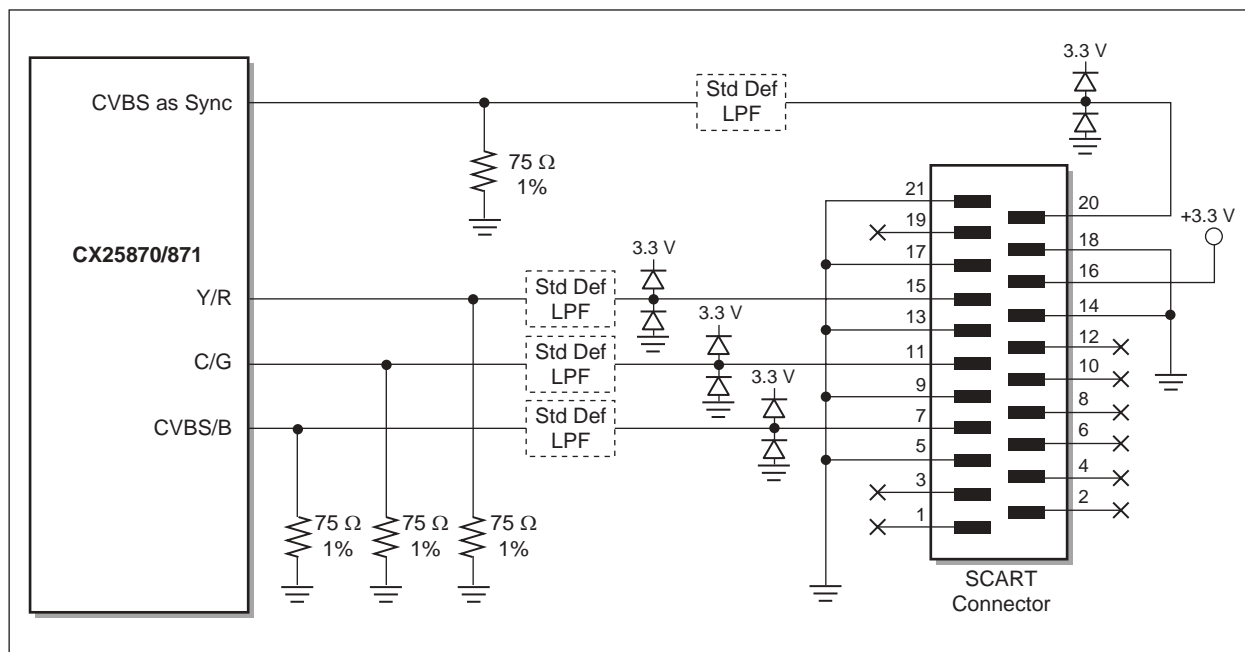 CVBS as Sync
Std Def
LPF
3.3 V
75 Ω
1%
CX25870/871
Y/R
Std Def
LPF
3.3 V
C/G
Std Def
LPF
3.3 V
CVBS/B
Std Def
LPF
3.3 V
75 Ω
1%
75 Ω
1%
75 Ω
1%
21
19
17
15
13
11
9
7
5
3
1
20
18
16
14
12
10
8
6
4
2
+3.3 V
SCART
Connector